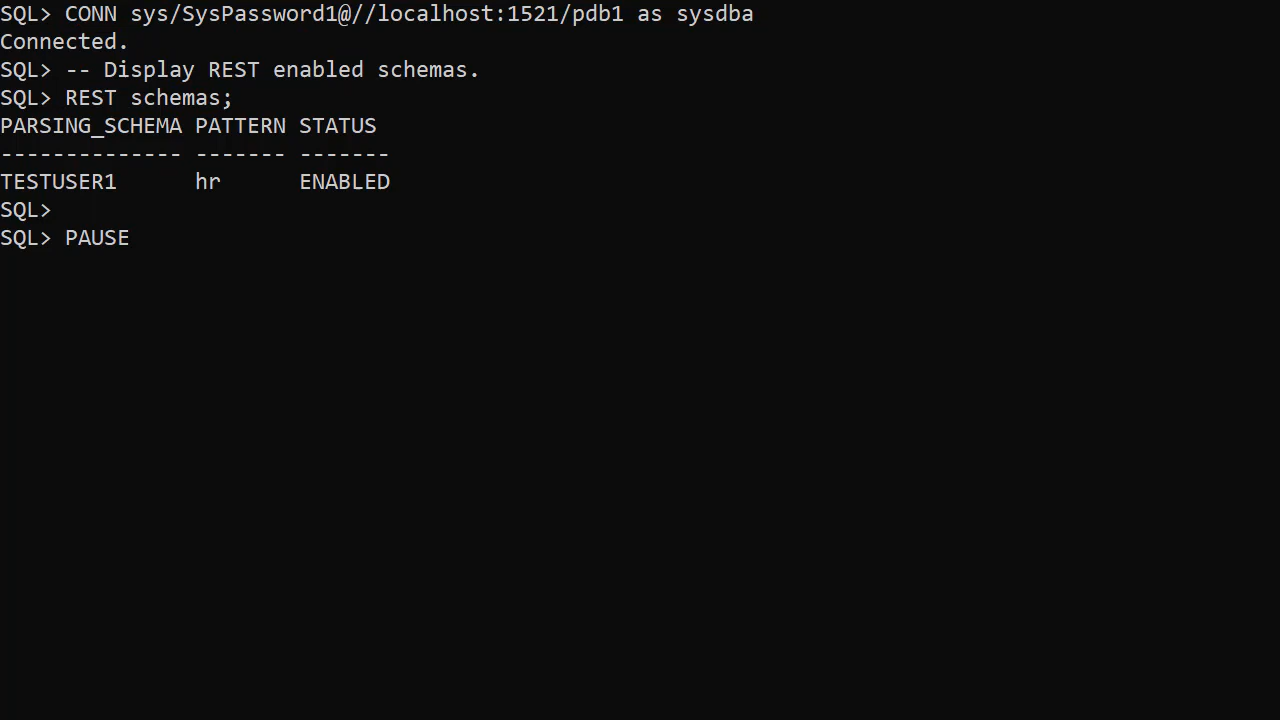 SQL> CONN sys/SysPassword1@//localhost:1521/pdb1 as sysdba
Connected.
SQL> -- Display REST enabled schemas.
SQL> REST schemas;
PARSING_SCHEMA PATTERN STATUS
-------------- ------- -------
TESTUSER1      hr      ENABLED
SQL>
SQL> PAUSE